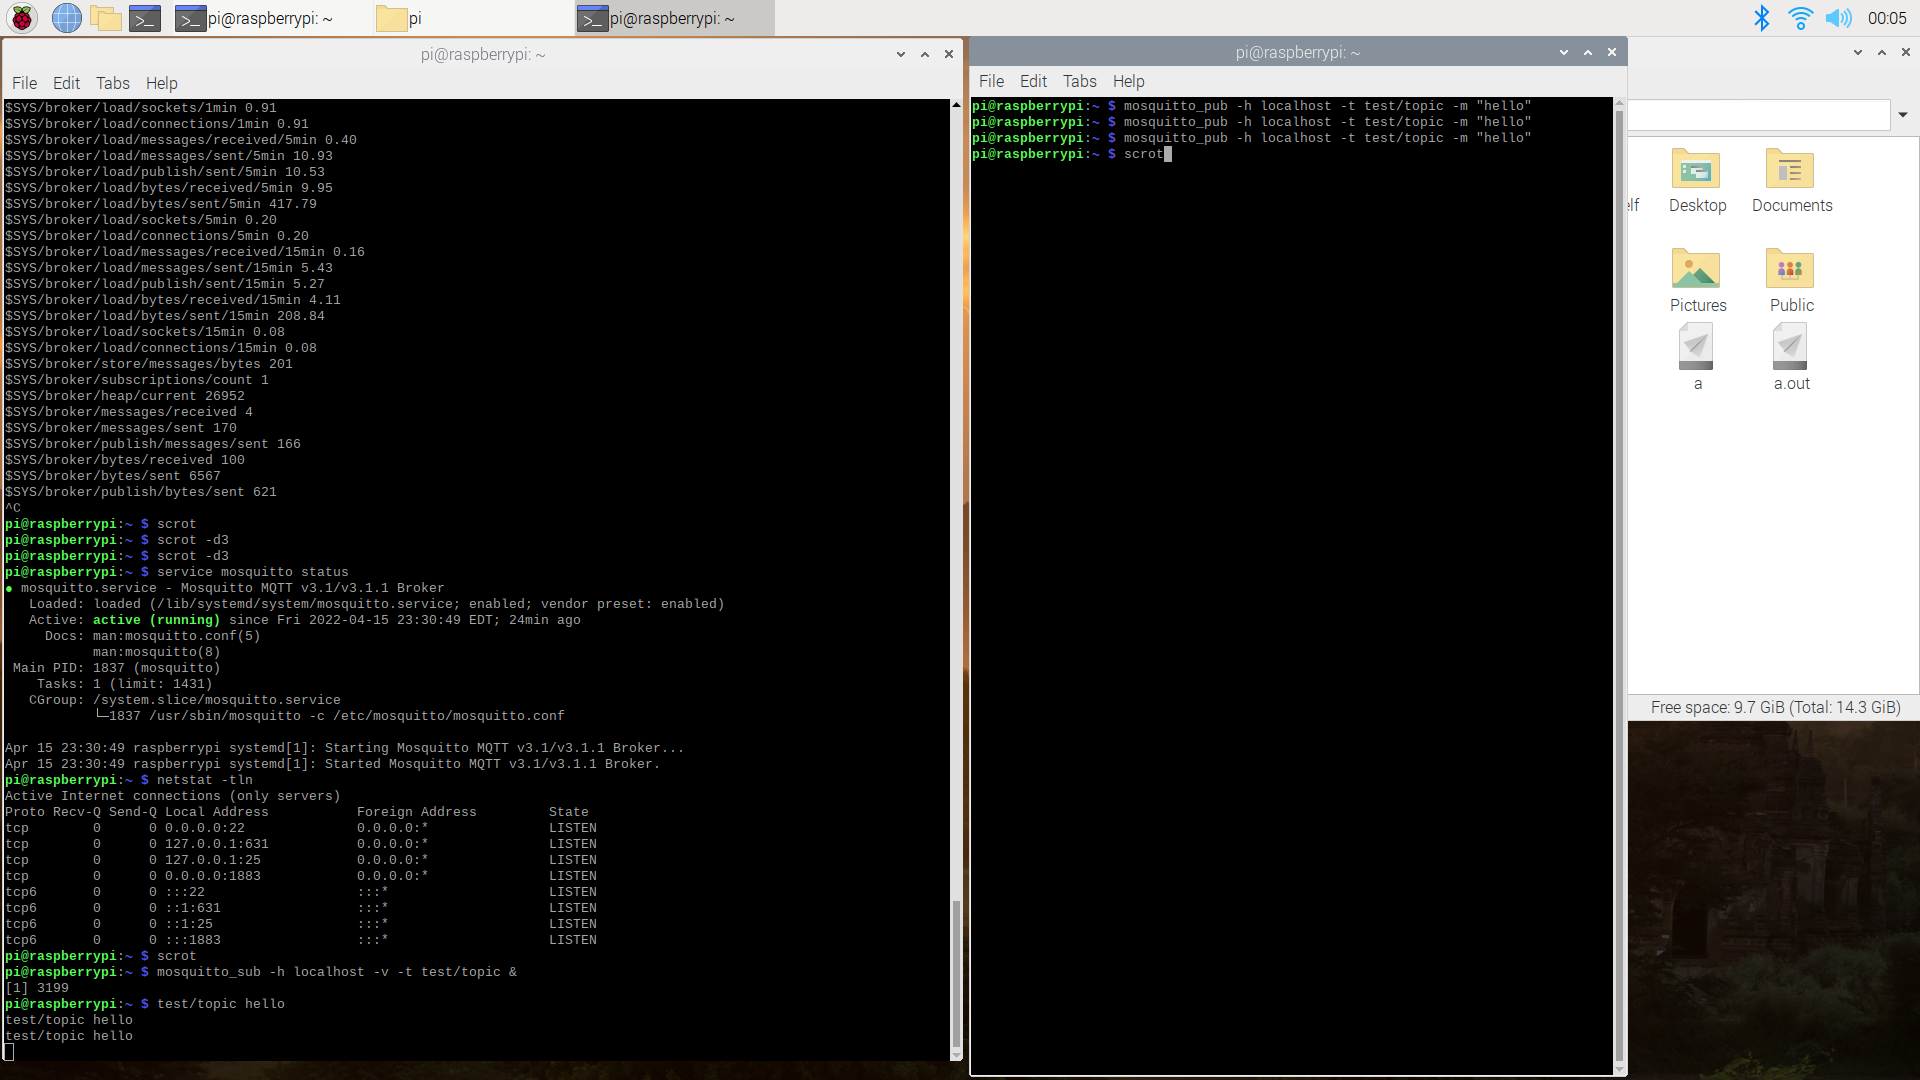 pi@raspberrypi: ~
pi
pi@raspberrypi: ~
00:05
pi@raspberrypi: ~
File Edit Tabs Help
$SYS/broker/load/sockets/1min 0.91
$SYS/broker/load/connections/1min 0.91
$SYS/broker/load/messages/received/5min 0.40
$SYS/broker/load/messages/sent/5min 10.93
$SYS/broker/load/publish/sent/5min 10.53
$SYS/broker/load/bytes/received/5min 9.95
$SYS/broker/load/bytes/sent/5min 417.79
$SYS/broker/load/sockets/5min 0.20
$SYS/broker/load/connections/5min 0.20
$SYS/broker/load/messages/received/15min 0.16
$SYS/broker/load/messages/sent/15min 5.43
$SYS/broker/load/publish/sent/15min 5.27
$SYS/broker/load/bytes/received/15min 4.11
$SYS/broker/load/bytes/sent/15min 208.84
$SYS/broker/load/sockets/15min 0.08
$SYS/broker/load/connections/15min 0.08
$SYS/broker/store/messages/bytes 201
$SYS/broker/subscriptions/count 1
$SYS/broker/heap/current 26952
$SYS/broker/messages/received 4
$SYS/broker/messages/sent 170
$SYS/broker/publish/messages/sent 166
$SYS/broker/bytes/received 100
$SYS/broker/bytes/sent 6567
$SYS/broker/publish/bytes/sent 621
^C
pi@raspberrypi:~ $ scrot
pi@raspberrypi:~ $ scrot -d3
pi@raspberrypi:~ $ scrot -d3
pi@raspberrypi:~ $ service mosquitto status
● mosquitto.service - Mosquitto MQTT v3.1/v3.1.1 Broker
Loaded: loaded (/lib/systemd/system/mosquitto.service; enabled; vendor preset: enabled)
Active: active (running) since Fri 2022-04-15 23:30:49 EDT; 24min ago
Docs: man:mosquitto.conf(5)
man:mosquitto(8)
Main PID: 1837 (mosquitto)
Tasks: 1 (limit: 1431)
CGroup: /system.slice/mosquitto.service
└─1837 /usr/sbin/mosquitto -c /etc/mosquitto/mosquitto.conf
Apr 15 23:30:49 raspberrypi systemd[1]: Starting Mosquitto MQTT v3.1/v3.1.1 Broker...
Apr 15 23:30:49 raspberrypi systemd[1]: Started Mosquitto MQTT v3.1/v3.1.1 Broker.
pi@raspberrypi:~ $ netstat -tln
Active Internet connections (only servers)
Proto Recv-Q Send-Q Local Address Foreign Address State
tcp 0 0 0.0.0.0:22 0.0.0.0:* LISTEN
tcp 0 0 127.0.0.1:631 0.0.0.0:* LISTEN
tcp 0 0 127.0.0.1:25 0.0.0.0:* LISTEN
tcp 0 0 0.0.0.0:1883 0.0.0.0:* LISTEN
tcp6 0 0 :::22 :::* LISTEN
tcp6 0 0 ::1:631 :::* LISTEN
tcp6 0 0 ::1:25 :::* LISTEN
tcp6 0 0 :::1883 :::* LISTEN
pi@raspberrypi:~ $ scrot
pi@raspberrypi:~ $ mosquitto_sub -h localhost -v -t test/topic &
[1] 3199
pi@raspberrypi:~ $ test/topic hello
test/topic hello
test/topic hello
pi@raspberrypi: ~
File Edit Tabs Help
pi@raspberrypi:~ $ mosquitto_pub -h localhost -t test/topic -m "hello"
pi@raspberrypi:~ $ mosquitto_pub -h localhost -t test/topic -m "hello"
pi@raspberrypi:~ $ mosquitto_pub -h localhost -t test/topic -m "hello"
pi@raspberrypi:~ $ scrot
elf Desktop Documents
Pictures Public
a a.out
Free space: 9.7 GiB (Total: 14.3 GiB)